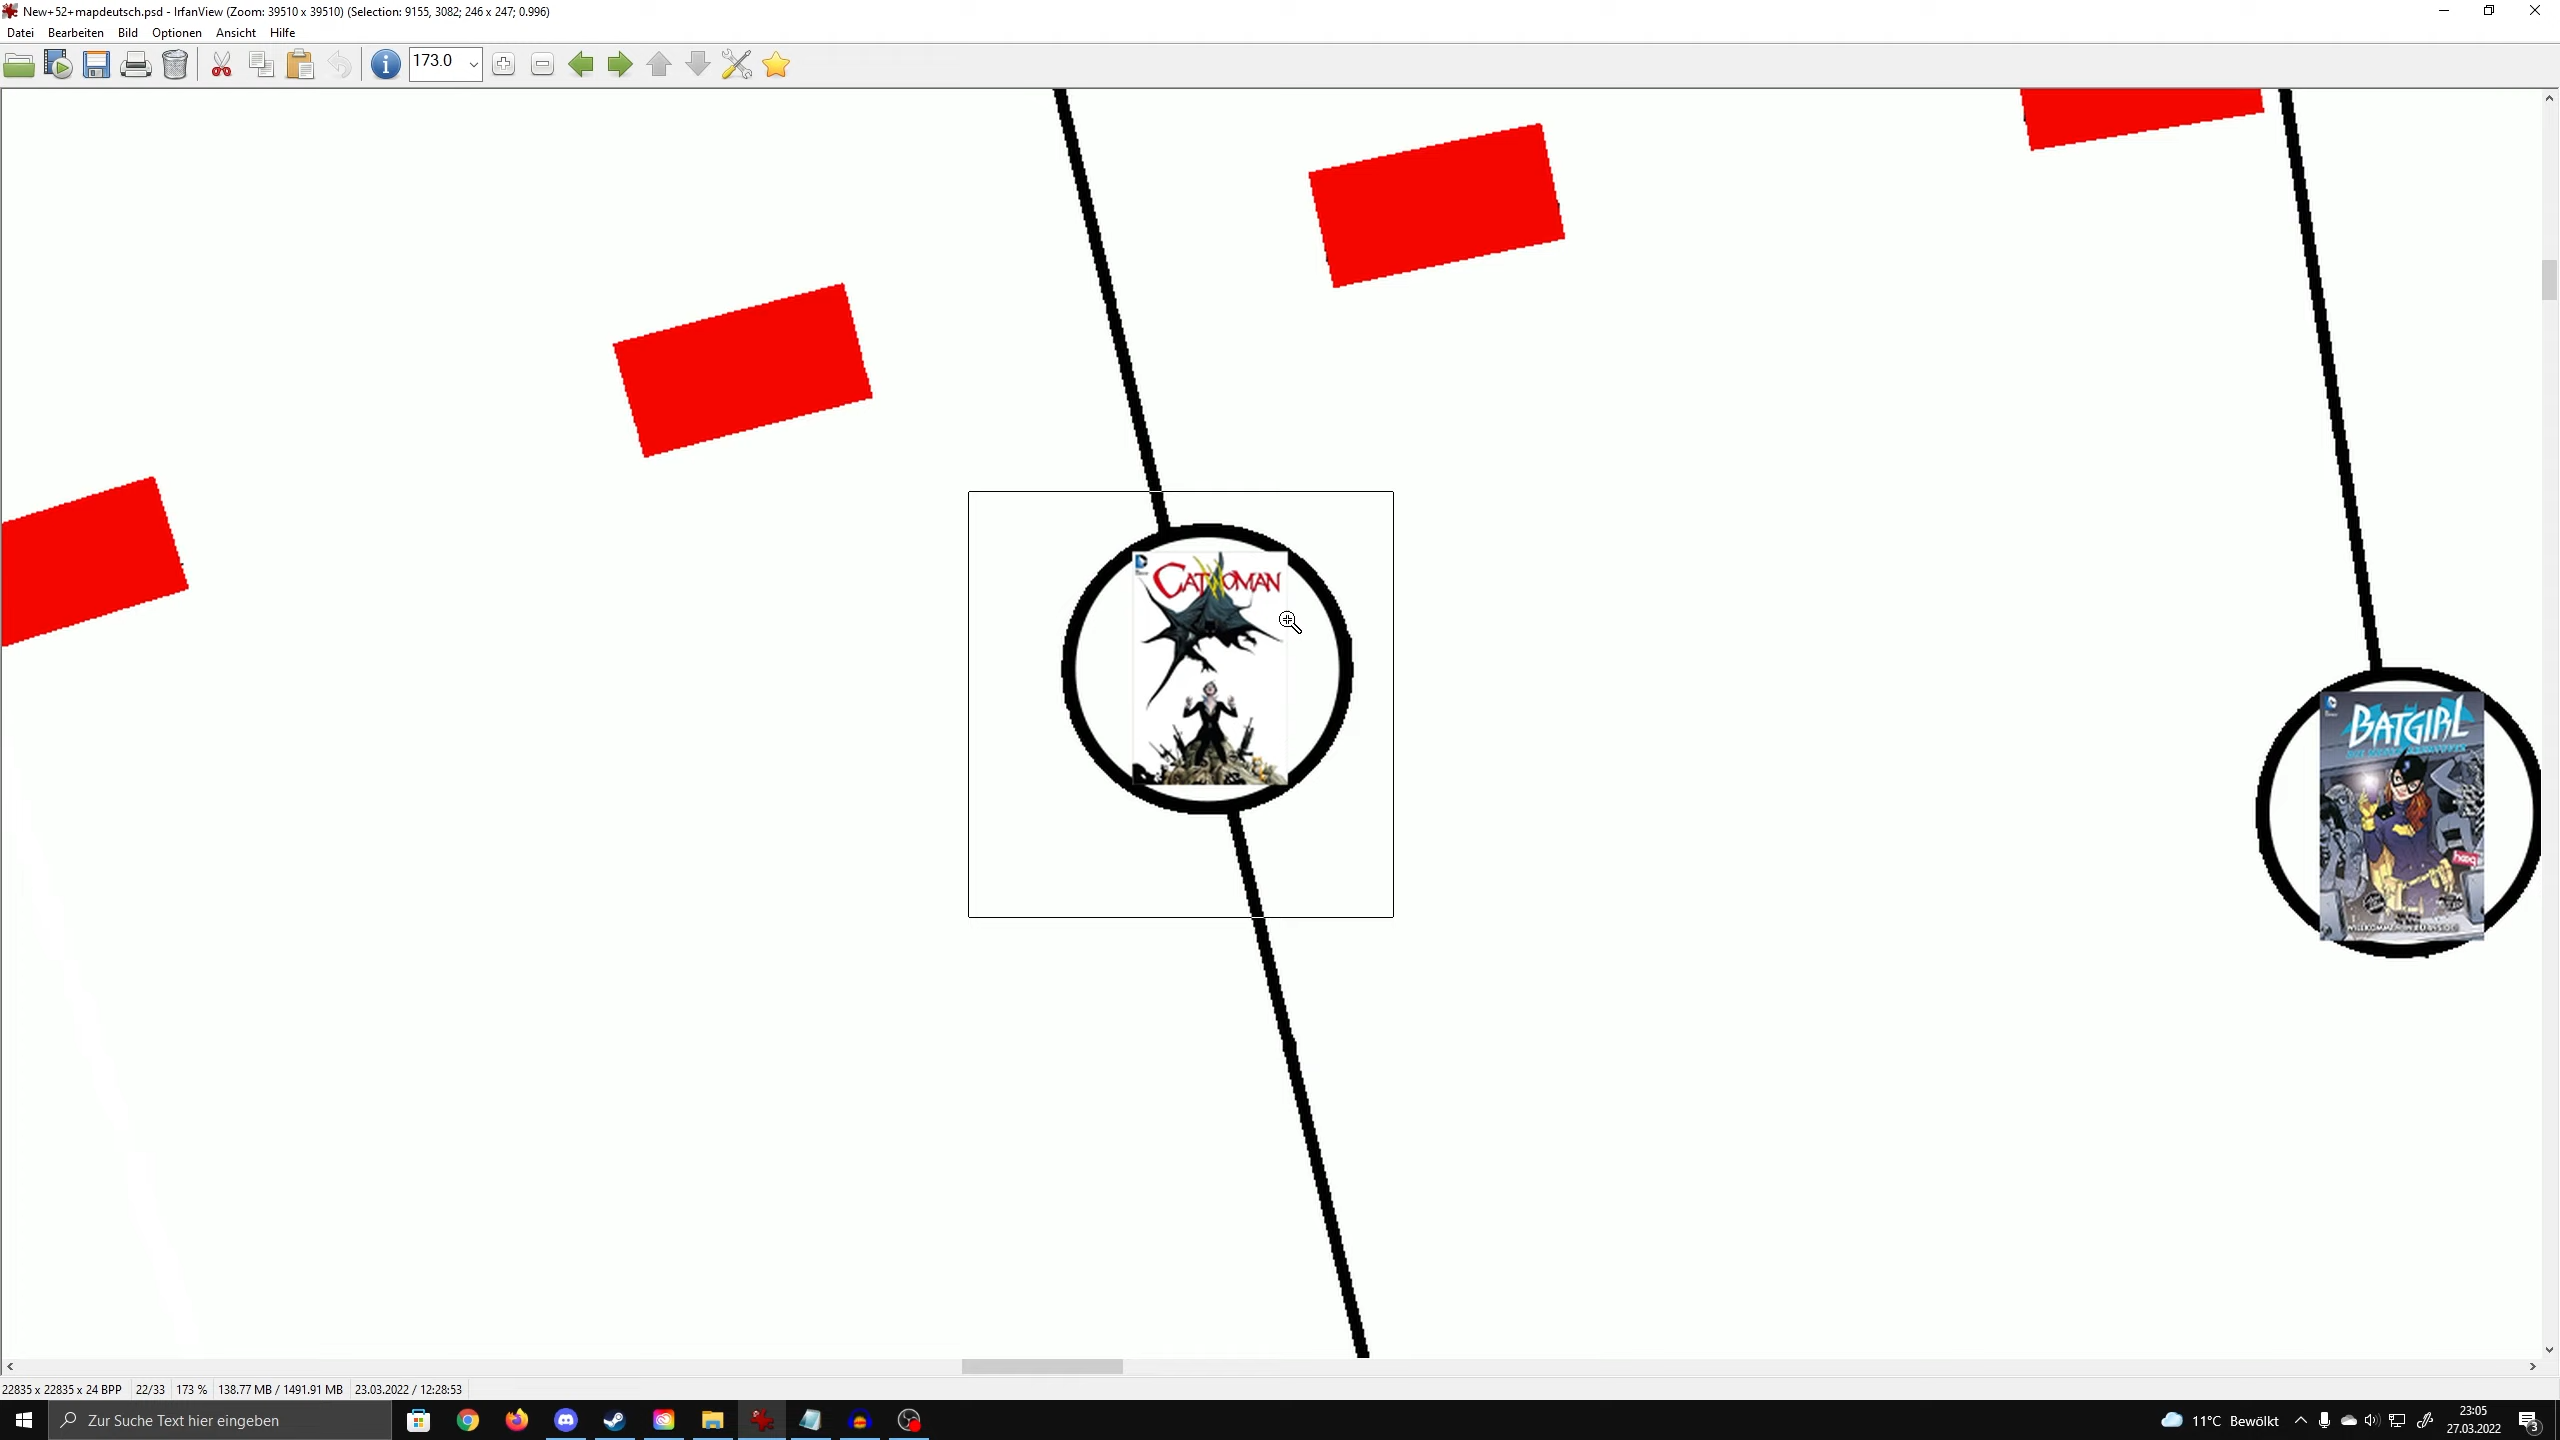 New+52+mapdeutsch.psd - IrfanView (Zoom: 39510 x 39510) (Selection: 9155, 3082; 246 x 247; 0.996)
Datei Bearbeiten Bild Optionen Ansicht Hilfe
173.0
CATWOMAN
BATGIRL
22835 x 22835 x 24 BPP 22/33 173 % 138.77 MB / 1491.91 MB 23.03.2022 / 12:28:53
Zur Suche Text hier eingeben
11°C Bewölkt
23:05
27.03.2022
3